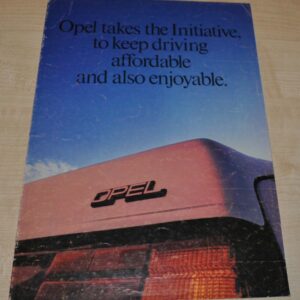 Opel takes the Initiative,
to keep driving
affordable
and also enjoyable.
OPEL